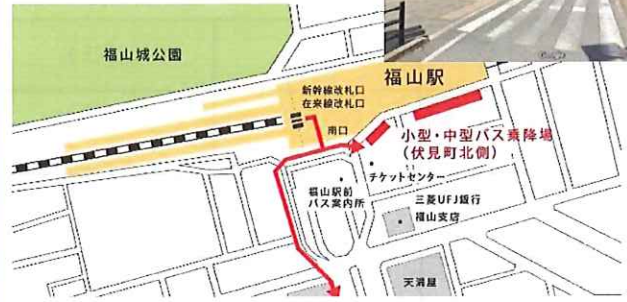 福山城公園
福山駅
新幹線改札口
在来線改札口
南口
小型・中型バス乗降場
(伏見町北側)
チケットセンター
福山駅前
バス案内所
三菱UFJ銀行
福山支店
天満屋